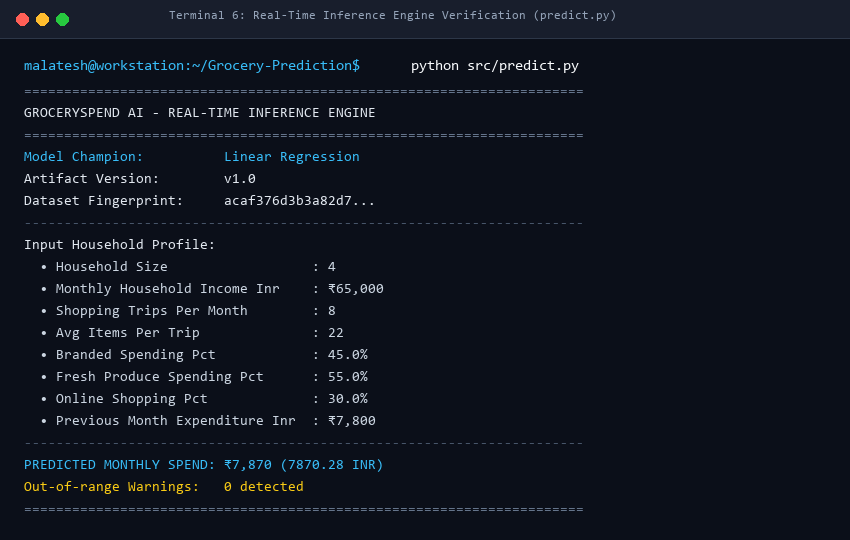 Terminal 6: Real-Time Inference Engine Verification (predict.py)
malatesh@workstation:~/Grocery-Prediction$ python src/predict.py
======================================================================
GROCERYSPEND AI - REAL-TIME INFERENCE ENGINE
======================================================================
Model Champion: Linear Regression
Artifact Version: v1.0
Dataset Fingerprint: acaf376d3b3a82d7...
----------------------------------------------------------------------
Input Household Profile:
• Household Size : 4
• Monthly Household Income Inr : ₹65,000
• Shopping Trips Per Month : 8
• Avg Items Per Trip : 22
• Branded Spending Pct : 45.0%
• Fresh Produce Spending Pct : 55.0%
• Online Shopping Pct : 30.0%
• Previous Month Expenditure Inr : ₹7,800
----------------------------------------------------------------------
PREDICTED MONTHLY SPEND: ₹7,870 (7870.28 INR)
Out-of-range Warnings: 0 detected
======================================================================